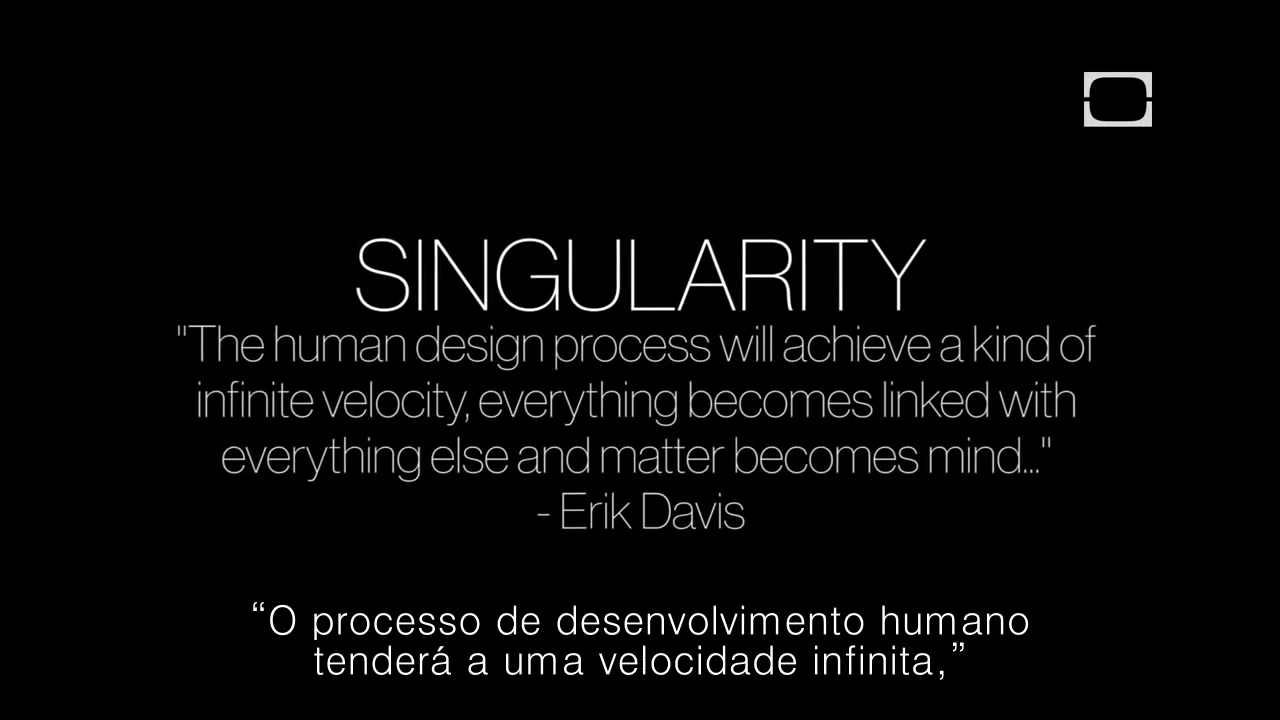 SINGULARITY
"The human design process will achieve a kind of
infinite velocity, everything becomes linked with
everything else and matter becomes mind..."
- Erik Davis
“O processo de desenvolvimento humano
tenderá a uma velocidade infinita,”